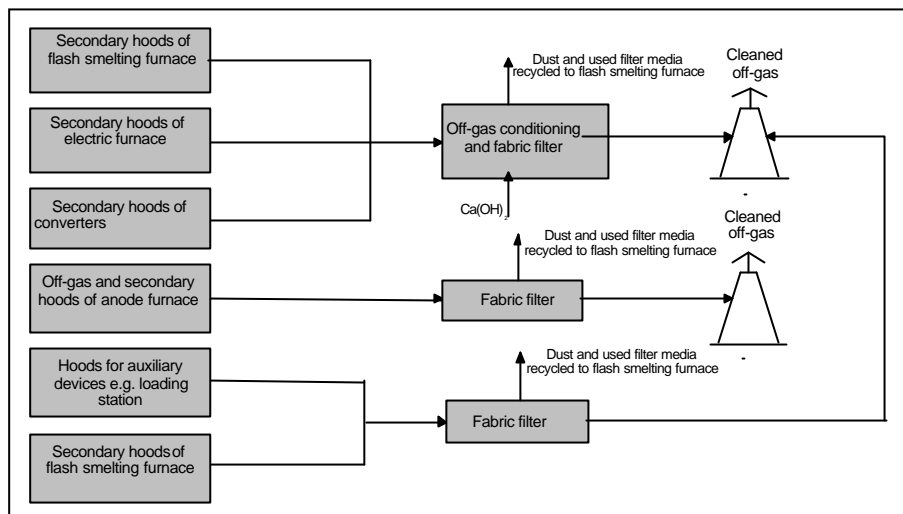 Secondary hoods of
flash smelting furnace
Secondary hoods of
electric furnace
Secondary hoods of
converters
Off-gas and secondary
hoods of anode furnace
Hoods for auxiliary
devices e.g. loading
station
Secondary hoods of
flash smelting furnace
Dust and used filter media
recycled to flash smelting furnace
Off-gas conditioning
and fabric filter
Ca(OH)2
Cleaned
off-gas
Dust and used filter media
recycled to flash smelting furnace
Fabric filter
Cleaned
off-gas
Dust and used filter media
recycled to flash smelting furnace
Fabric filter